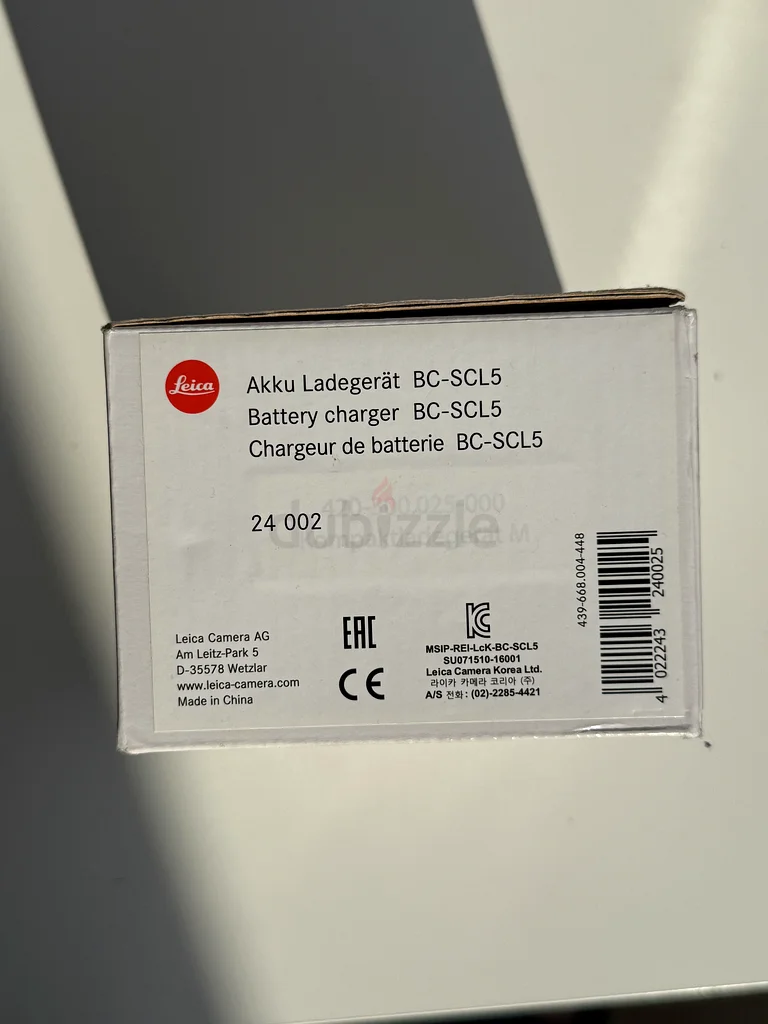 Leica
Akku Ladegerät BC-SCL5
Battery charger BC-SCL5
Chargeur de batterie BC-SCL5
24 002
dubizzle
Leica Camera AG
Am Leitz-Park 5
D-35578 Wetzlar
www.leica-camera.com
Made in China
EAC
CE
MSIP-REI-LcK-BC-SCL5
SU071510-16001
Leica Camera Korea Ltd.
라이카 카메라 코리아 (주)
A/S 전화 : (02)-2285-4421
439-668.004-448
4 022243 240025